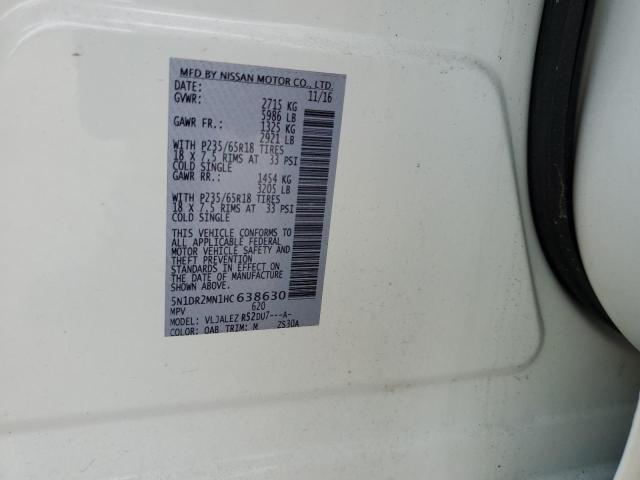 MFD BY NISSAN MOTOR CO., LTD.
DATE: 11/16
GVWR: 2715 KG
5986 LB
GAWR FR.: 1325 KG
2921 LB
WITH P235/65R18 TIRES
18 X 7.5 RIMS AT 33 PSI
COLD SINGLE
GAWR RR.: 1454 KG
3205 LB
WITH P235/65R18 TIRES
18 X 7.5 RIMS AT 33 PSI
COLD SINGLE
THIS VEHICLE CONFORMS TO
ALL APPLICABLE FEDERAL
MOTOR VEHICLE SAFETY AND
THEFT PREVENTION
STANDARDS IN EFFECT ON
THE DATE OF MANUFACTURE
SHOWN ABOVE.
5N1DR2MN1HC638630
MPV 620
MODEL: VLJALEZ R52DU7---A-
COLOR: QAB TRIM: M ZS30A